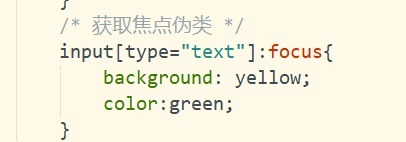 }
/* 获取焦点伪类 */
input[type="text"]:focus{
    background: yellow;
    color:green;
}